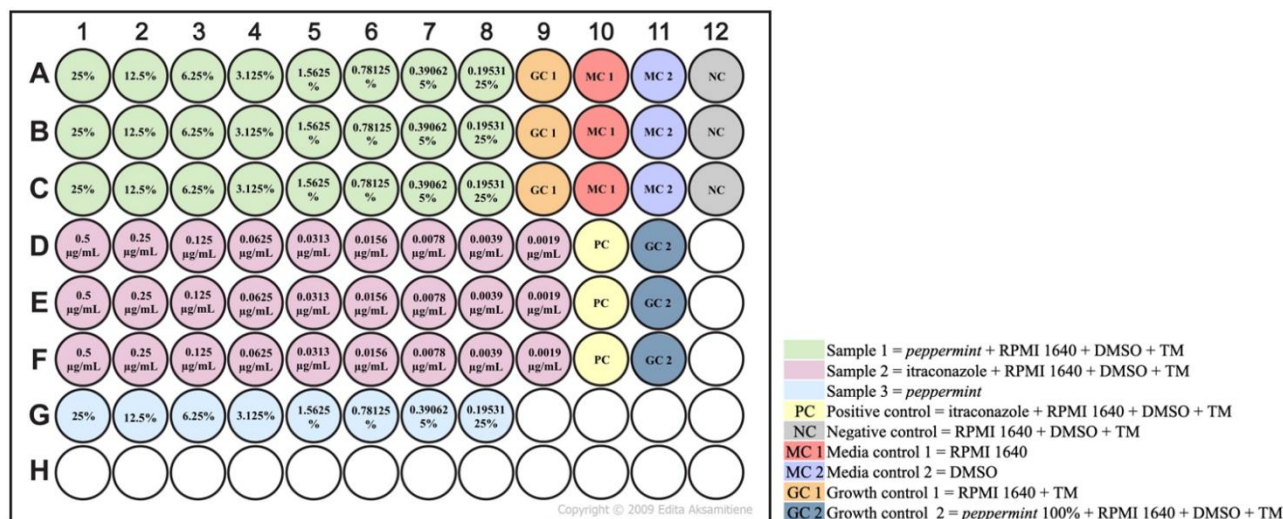 1 2 3 4 5 6 7 8 9 10 11 12
A 25% 12.5% 6.25% 3.125% 1.5625 % 0.78125 % 0.39062 5% 0.19531 25% GC 1 MC 1 MC 2 NC
B 25% 12.5% 6.25% 3.125% 1.5625 % 0.78125 % 0.39062 5% 0.19531 25% GC 1 MC 1 MC 2 NC
C 25% 12.5% 6.25% 3.125% 1.5625 % 0.78125 % 0.39062 5% 0.19531 25% GC 1 MC 1 MC 2 NC
D 0.5 µg/mL 0.25 µg/mL 0.125 µg/mL 0.0625 µg/mL 0.0313 µg/mL 0.0156 µg/mL 0.0078 µg/mL 0.0039 µg/mL 0.0019 µg/mL PC GC 2
E 0.5 µg/mL 0.25 µg/mL 0.125 µg/mL 0.0625 µg/mL 0.0313 µg/mL 0.0156 µg/mL 0.0078 µg/mL 0.0039 µg/mL 0.0019 µg/mL PC GC 2
F 0.5 µg/mL 0.25 µg/mL 0.125 µg/mL 0.0625 µg/mL 0.0313 µg/mL 0.0156 µg/mL 0.0078 µg/mL 0.0039 µg/mL 0.0019 µg/mL PC GC 2
G 25% 12.5% 6.25% 3.125% 1.5625 % 0.78125 % 0.39062 5% 0.19531 25%
H
Copyright © 2009 Edita Aksamitiene
Sample 1 = peppermint + RPMI 1640 + DMSO + TM
Sample 2 = itraconazole + RPMI 1640 + DMSO + TM
Sample 3 = peppermint
PC Positive control = itraconazole + RPMI 1640 + DMSO + TM
NC Negative control = RPMI 1640 + DMSO + TM
MC 1 Media control 1 = RPMI 1640
MC 2 Media control 2 = DMSO
GC 1 Growth control 1 = RPMI 1640 + TM
GC 2 Growth control 2 = peppermint 100% + RPMI 1640 + DMSO + TM